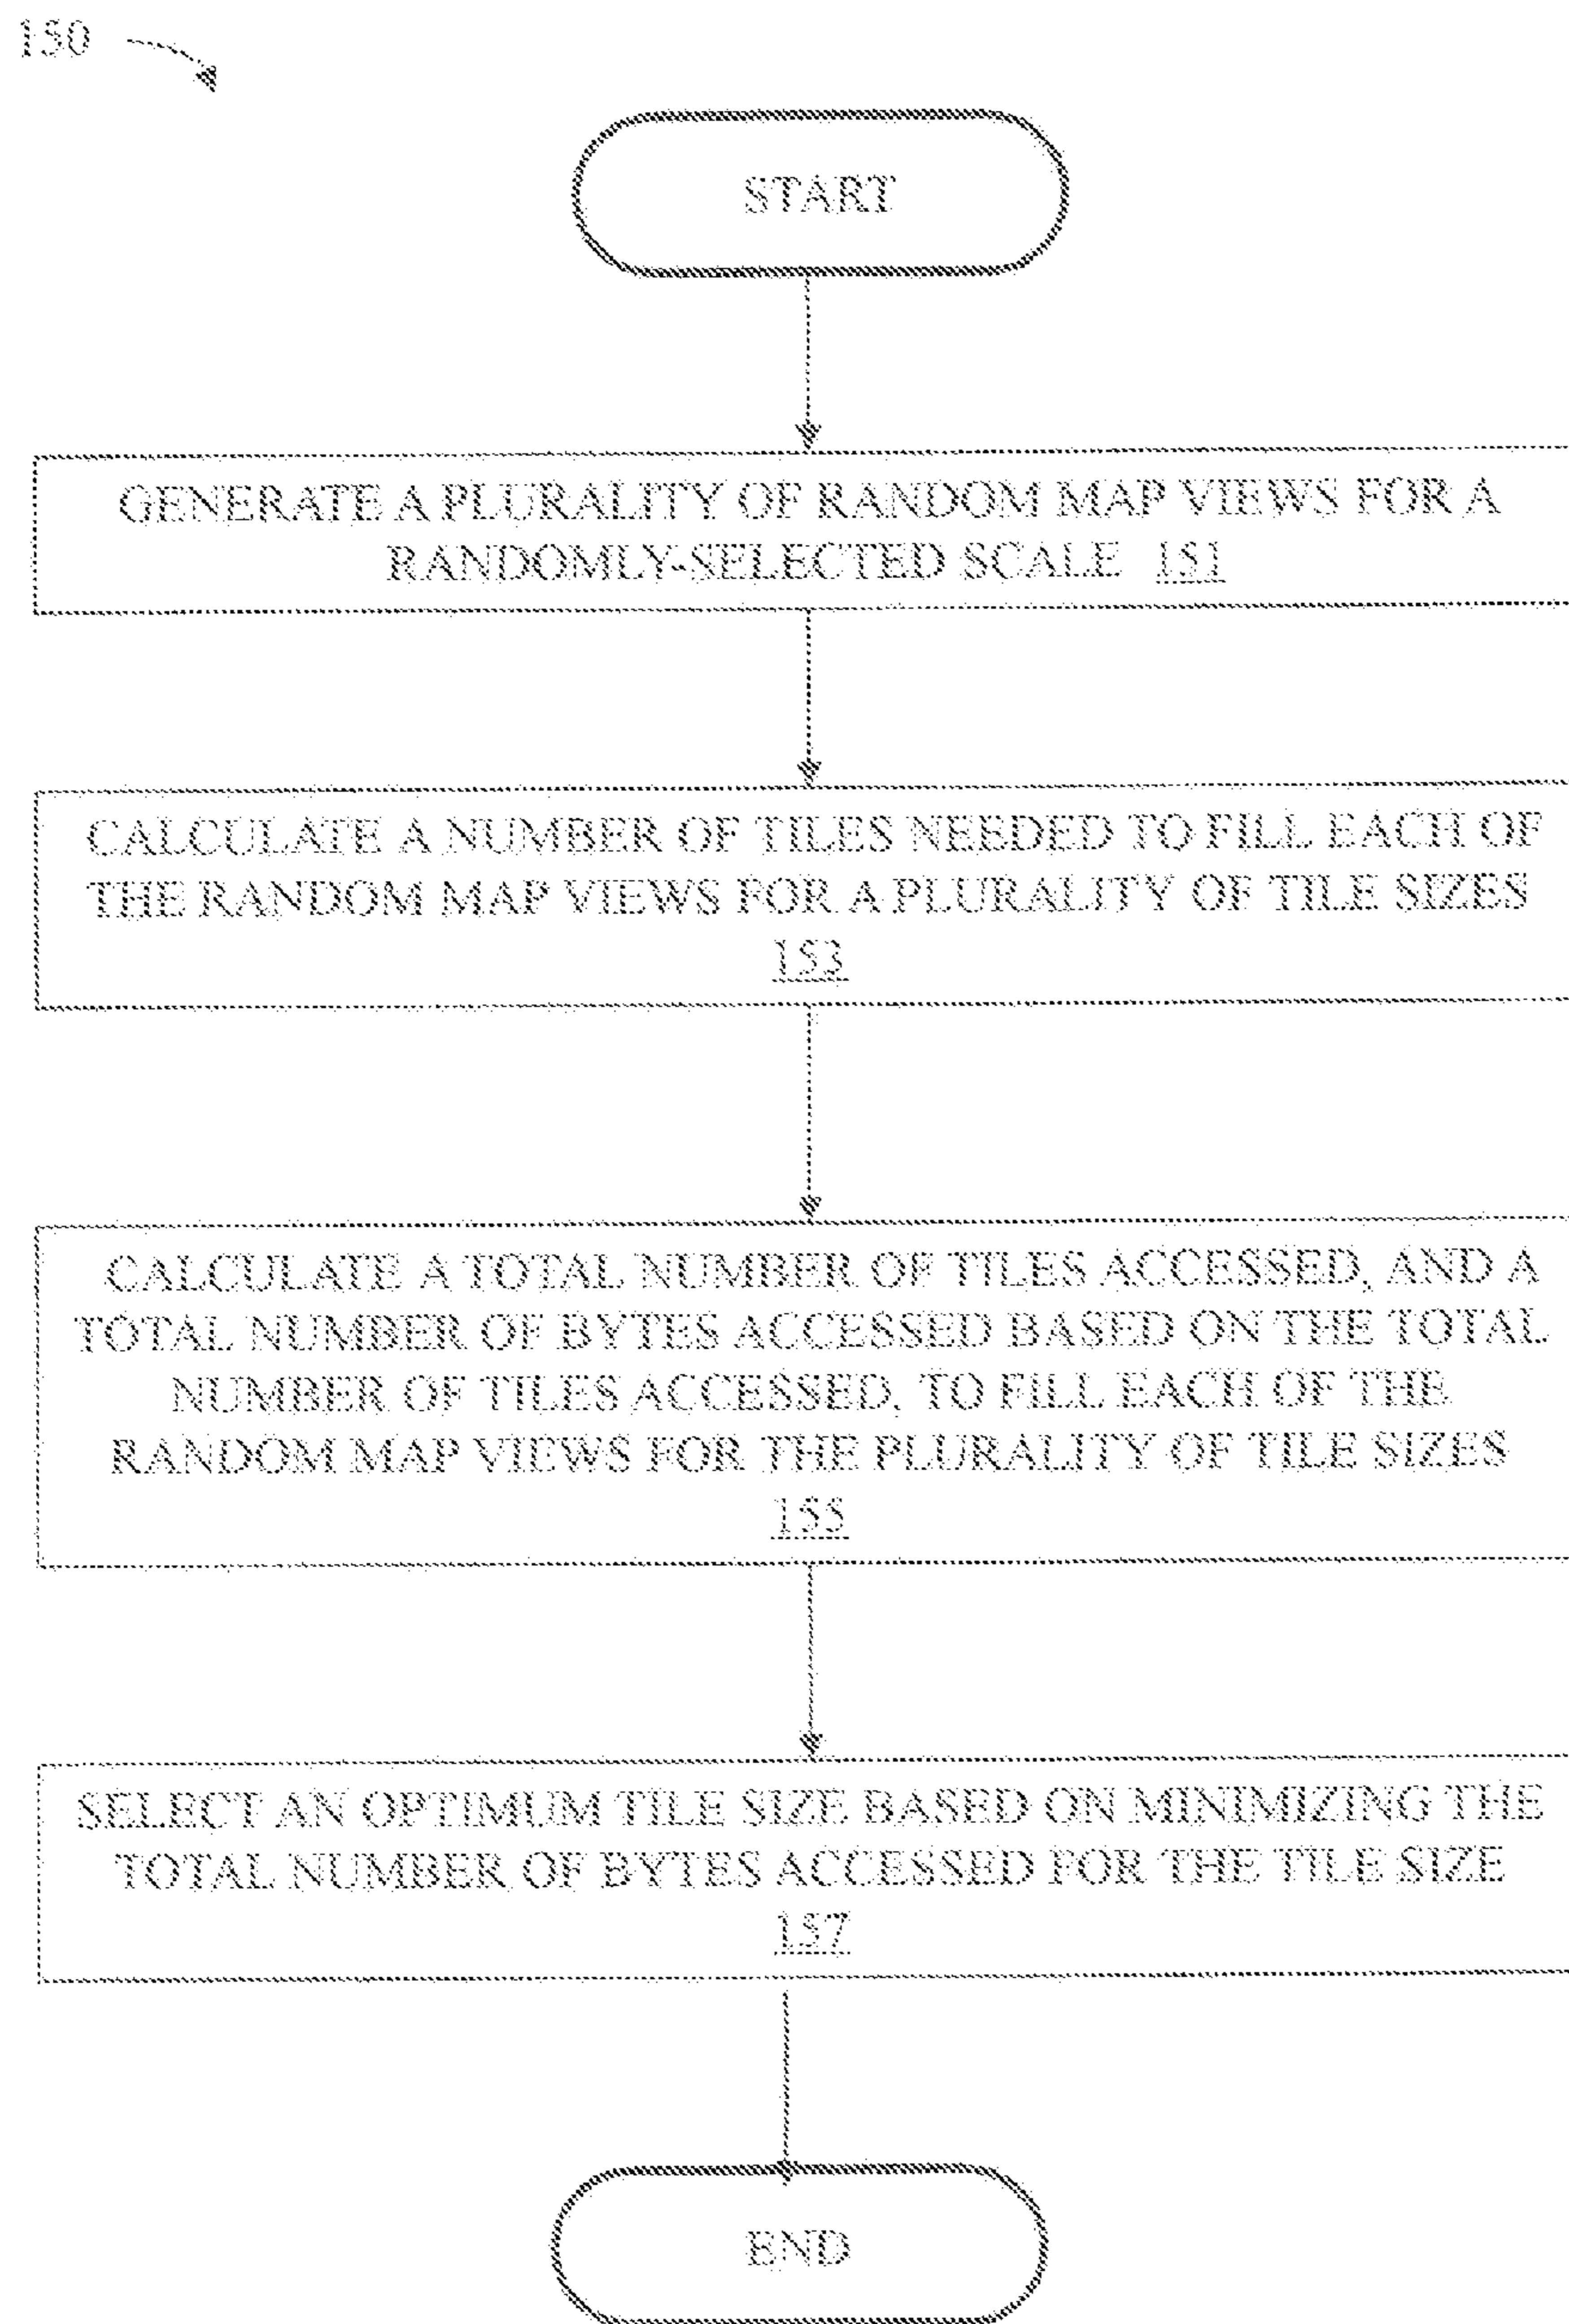 150
START
GENERATE A PLURALITY OF RANDOM MAP VIEWS FOR A
RANDOMLY-SELECTED SCALE 151
CALCULATE A NUMBER OF TILES NEEDED TO FILL EACH OF
THE RANDOM MAP VIEWS FOR A PLURALITY OF TILE SIZES
153
CALCULATE A TOTAL NUMBER OF TILES ACCESSED, AND A
TOTAL NUMBER OF BYTES ACCESSED BASED ON THE TOTAL
NUMBER OF TILES ACCESSED, TO FILL EACH OF THE
RANDOM MAP VIEWS FOR THE PLURALITY OF TILE SIZES
155
SELECT AN OPTIMUM TILE SIZE BASED ON MINIMIZING THE
TOTAL NUMBER OF BYTES ACCESSED FOR THE TILE SIZE
157
END